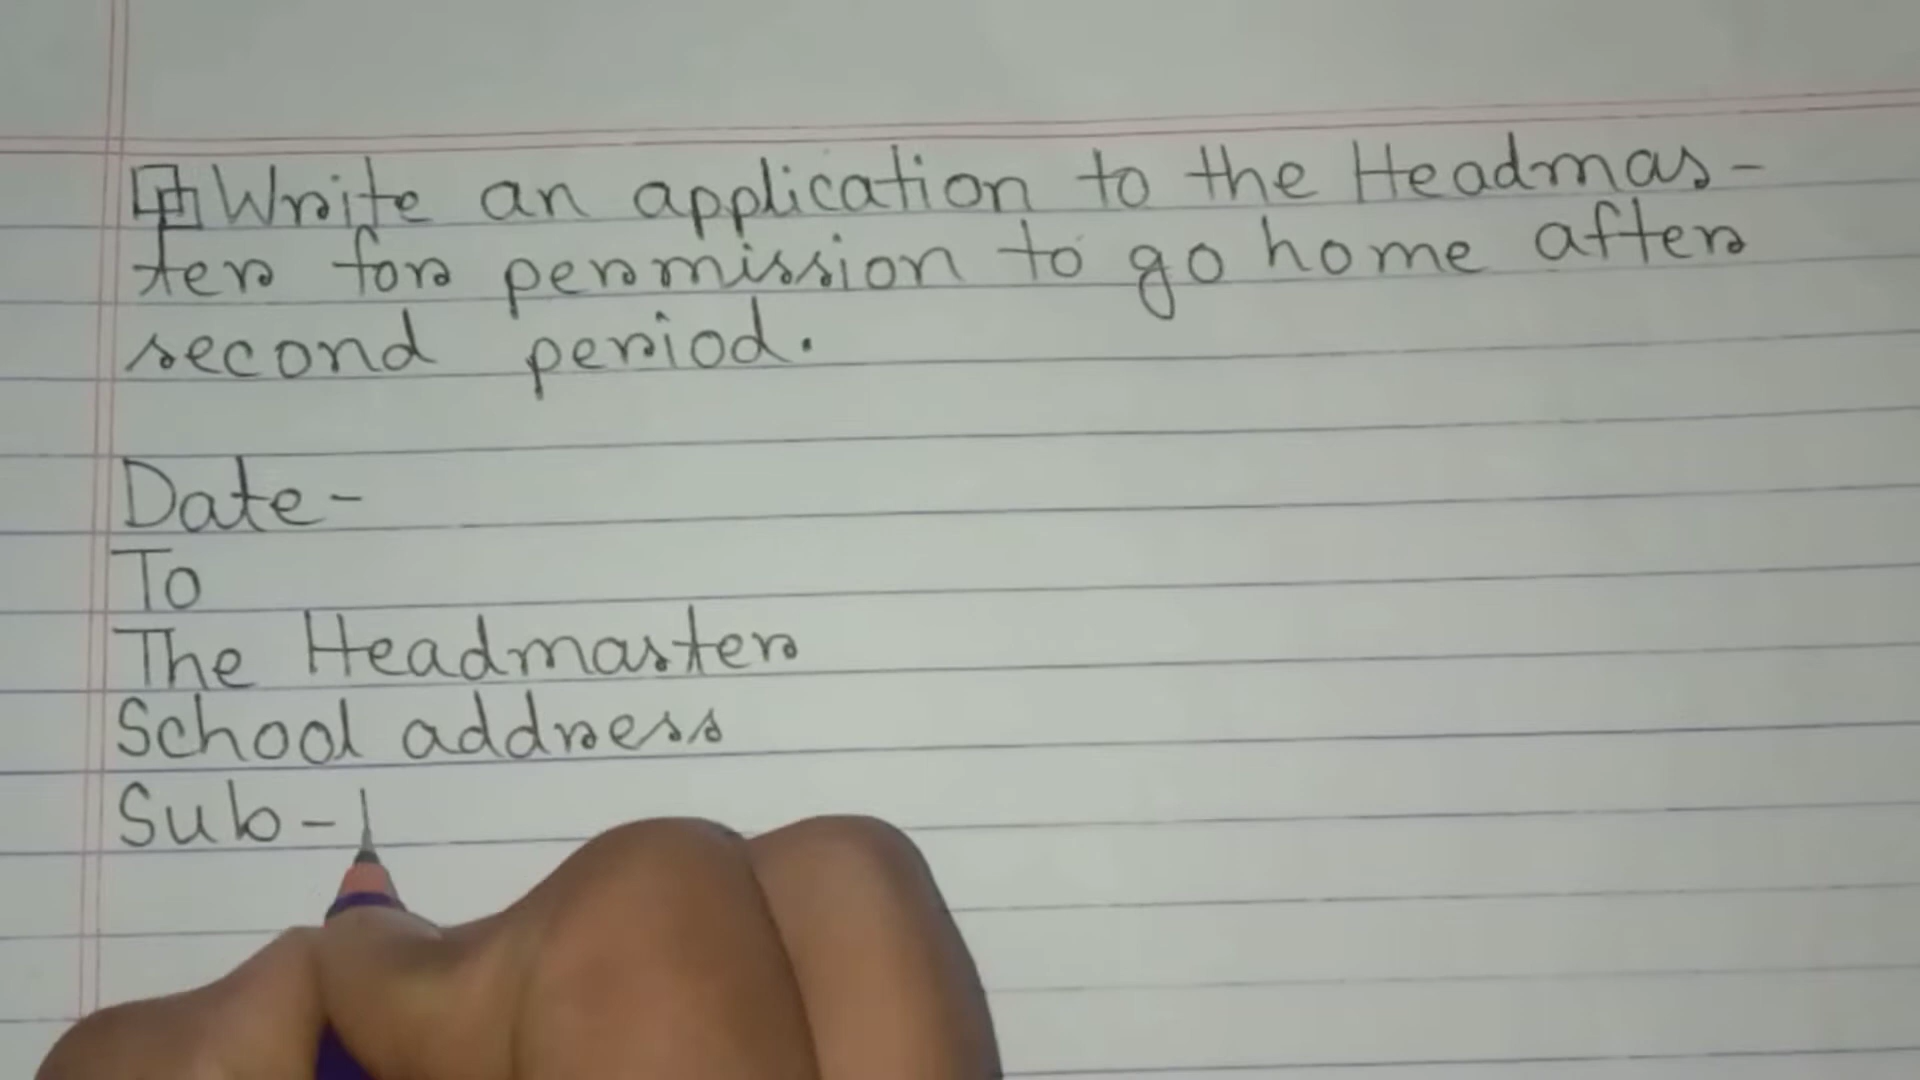 Write an application to the Headmas-
ter for permission to go home after
second period.
Date-
To
The Headmaster
School address
Sub-